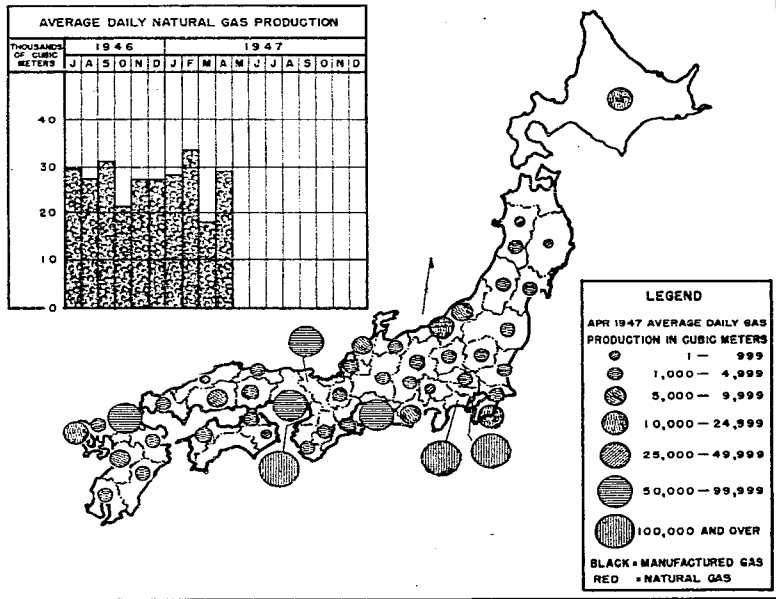 AVERAGE DAILY NATURAL GAS PRODUCTION
THOUSANDS OF CUBIC METERS
1946 1947
J A S O N D J F M A M J J A S O N D
40
30
20
10
0
LEGEND
APR 1947 AVERAGE DAILY GAS
PRODUCTION IN CUBIC METERS
1 — 999
1,000 — 4,999
5,000 — 9,999
10,000 — 24,999
25,000 — 49,999
50,000 — 99,999
100,000 AND OVER
BLACK = MANUFACTURED GAS
RED = NATURAL GAS